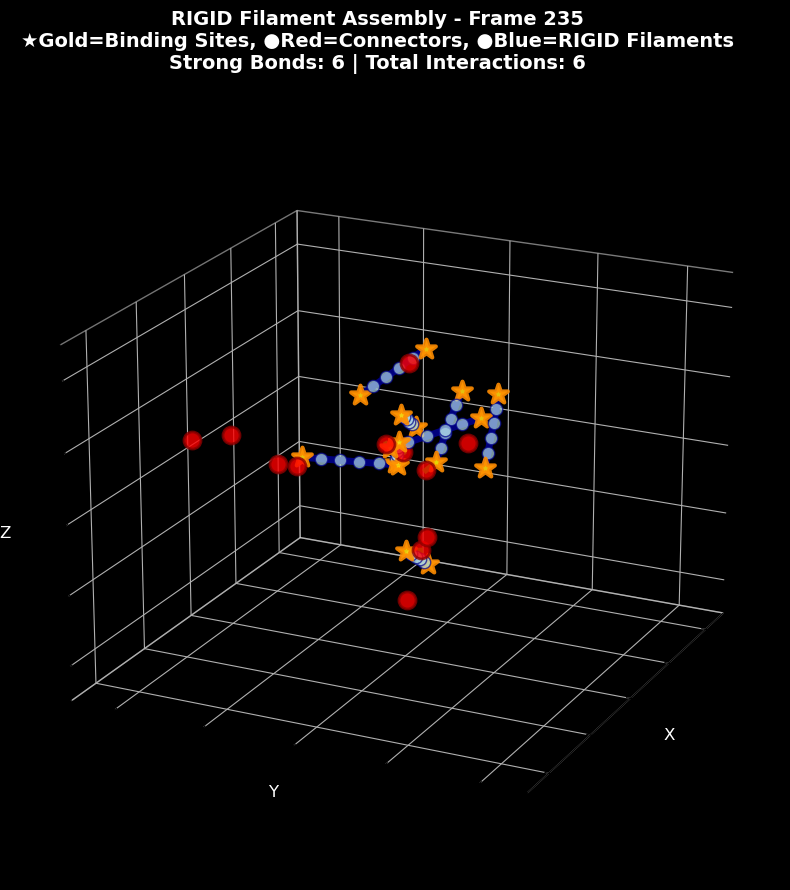 RIGID Filament Assembly - Frame 235
★Gold=Binding Sites, ●Red=Connectors, ●Blue=RIGID Filaments
Strong Bonds: 6 | Total Interactions: 6
Z
X
Y